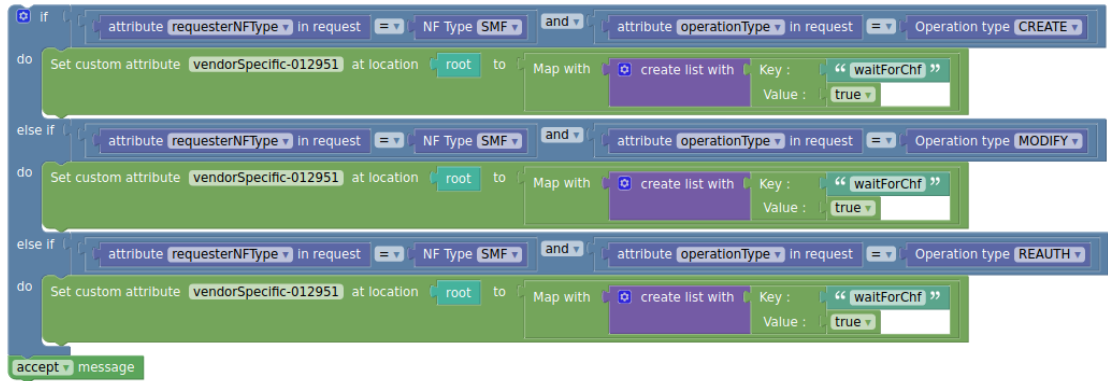 if attribute requesterNFType in request = NF Type SMF and attribute operationType in request = Operation type CREATE
do Set custom attribute vendorSpecific-012951 at location root to Map with create list with Key : “ waitForChf ”
Value : true
else if attribute requesterNFType in request = NF Type SMF and attribute operationType in request = Operation type MODIFY
do Set custom attribute vendorSpecific-012951 at location root to Map with create list with Key : “ waitForChf ”
Value : true
else if attribute requesterNFType in request = NF Type SMF and attribute operationType in request = Operation type REAUTH
do Set custom attribute vendorSpecific-012951 at location root to Map with create list with Key : “ waitForChf ”
Value : true
accept message